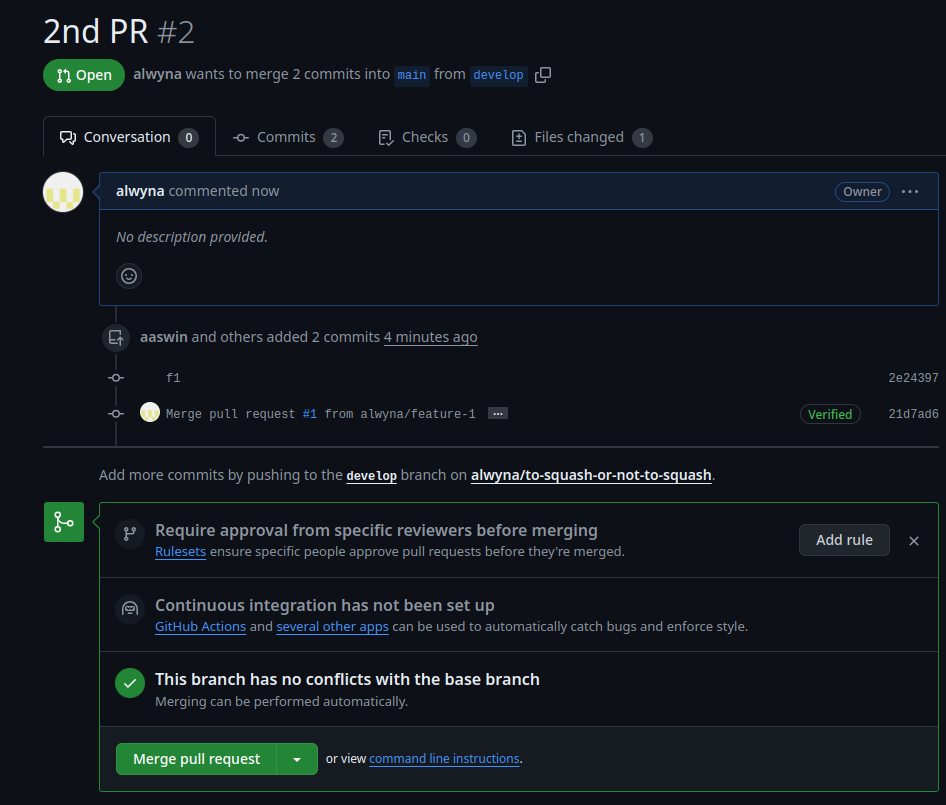 2nd PR #2
Open alwyna wants to merge 2 commits into main from develop
Conversation 0 Commits 2 Checks 0 Files changed 1
alwyna commented now Owner ...
No description provided.
aaswin and others added 2 commits 4 minutes ago
f1 2e24397
Merge pull request #1 from alwyna/feature-1 ... Verified 21d7ad6
Add more commits by pushing to the develop branch on alwyna/to-squash-or-not-to-squash.
Require approval from specific reviewers before merging
Rulesets ensure specific people approve pull requests before they're merged.
Add rule
Continuous integration has not been set up
GitHub Actions and several other apps can be used to automatically catch bugs and enforce style.
This branch has no conflicts with the base branch
Merging can be performed automatically.
Merge pull request or view command line instructions.